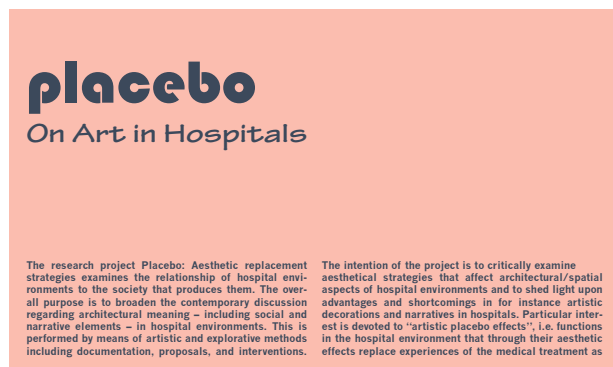 placebo
On Art in Hospitals
The research project Placebo: Aesthetic replacement
strategies examines the relationship of hospital envi-
ronments to the society that produces them. The over-
all purpose is to broaden the contemporary discussion
regarding architectural meaning – including social and
narrative elements – in hospital environments. This is
performed by means of artistic and explorative methods
including documentation, proposals, and interventions.
The intention of the project is to critically examine
aesthetical strategies that affect architectural/spatial
aspects of hospital environments and to shed light upon
advantages and shortcomings in for instance artistic
decorations and narratives in hospitals. Particular inter-
est is devoted to “artistic placebo effects”, i.e. functions
in the hospital environment that through their aesthetic
effects replace experiences of the medical treatment as